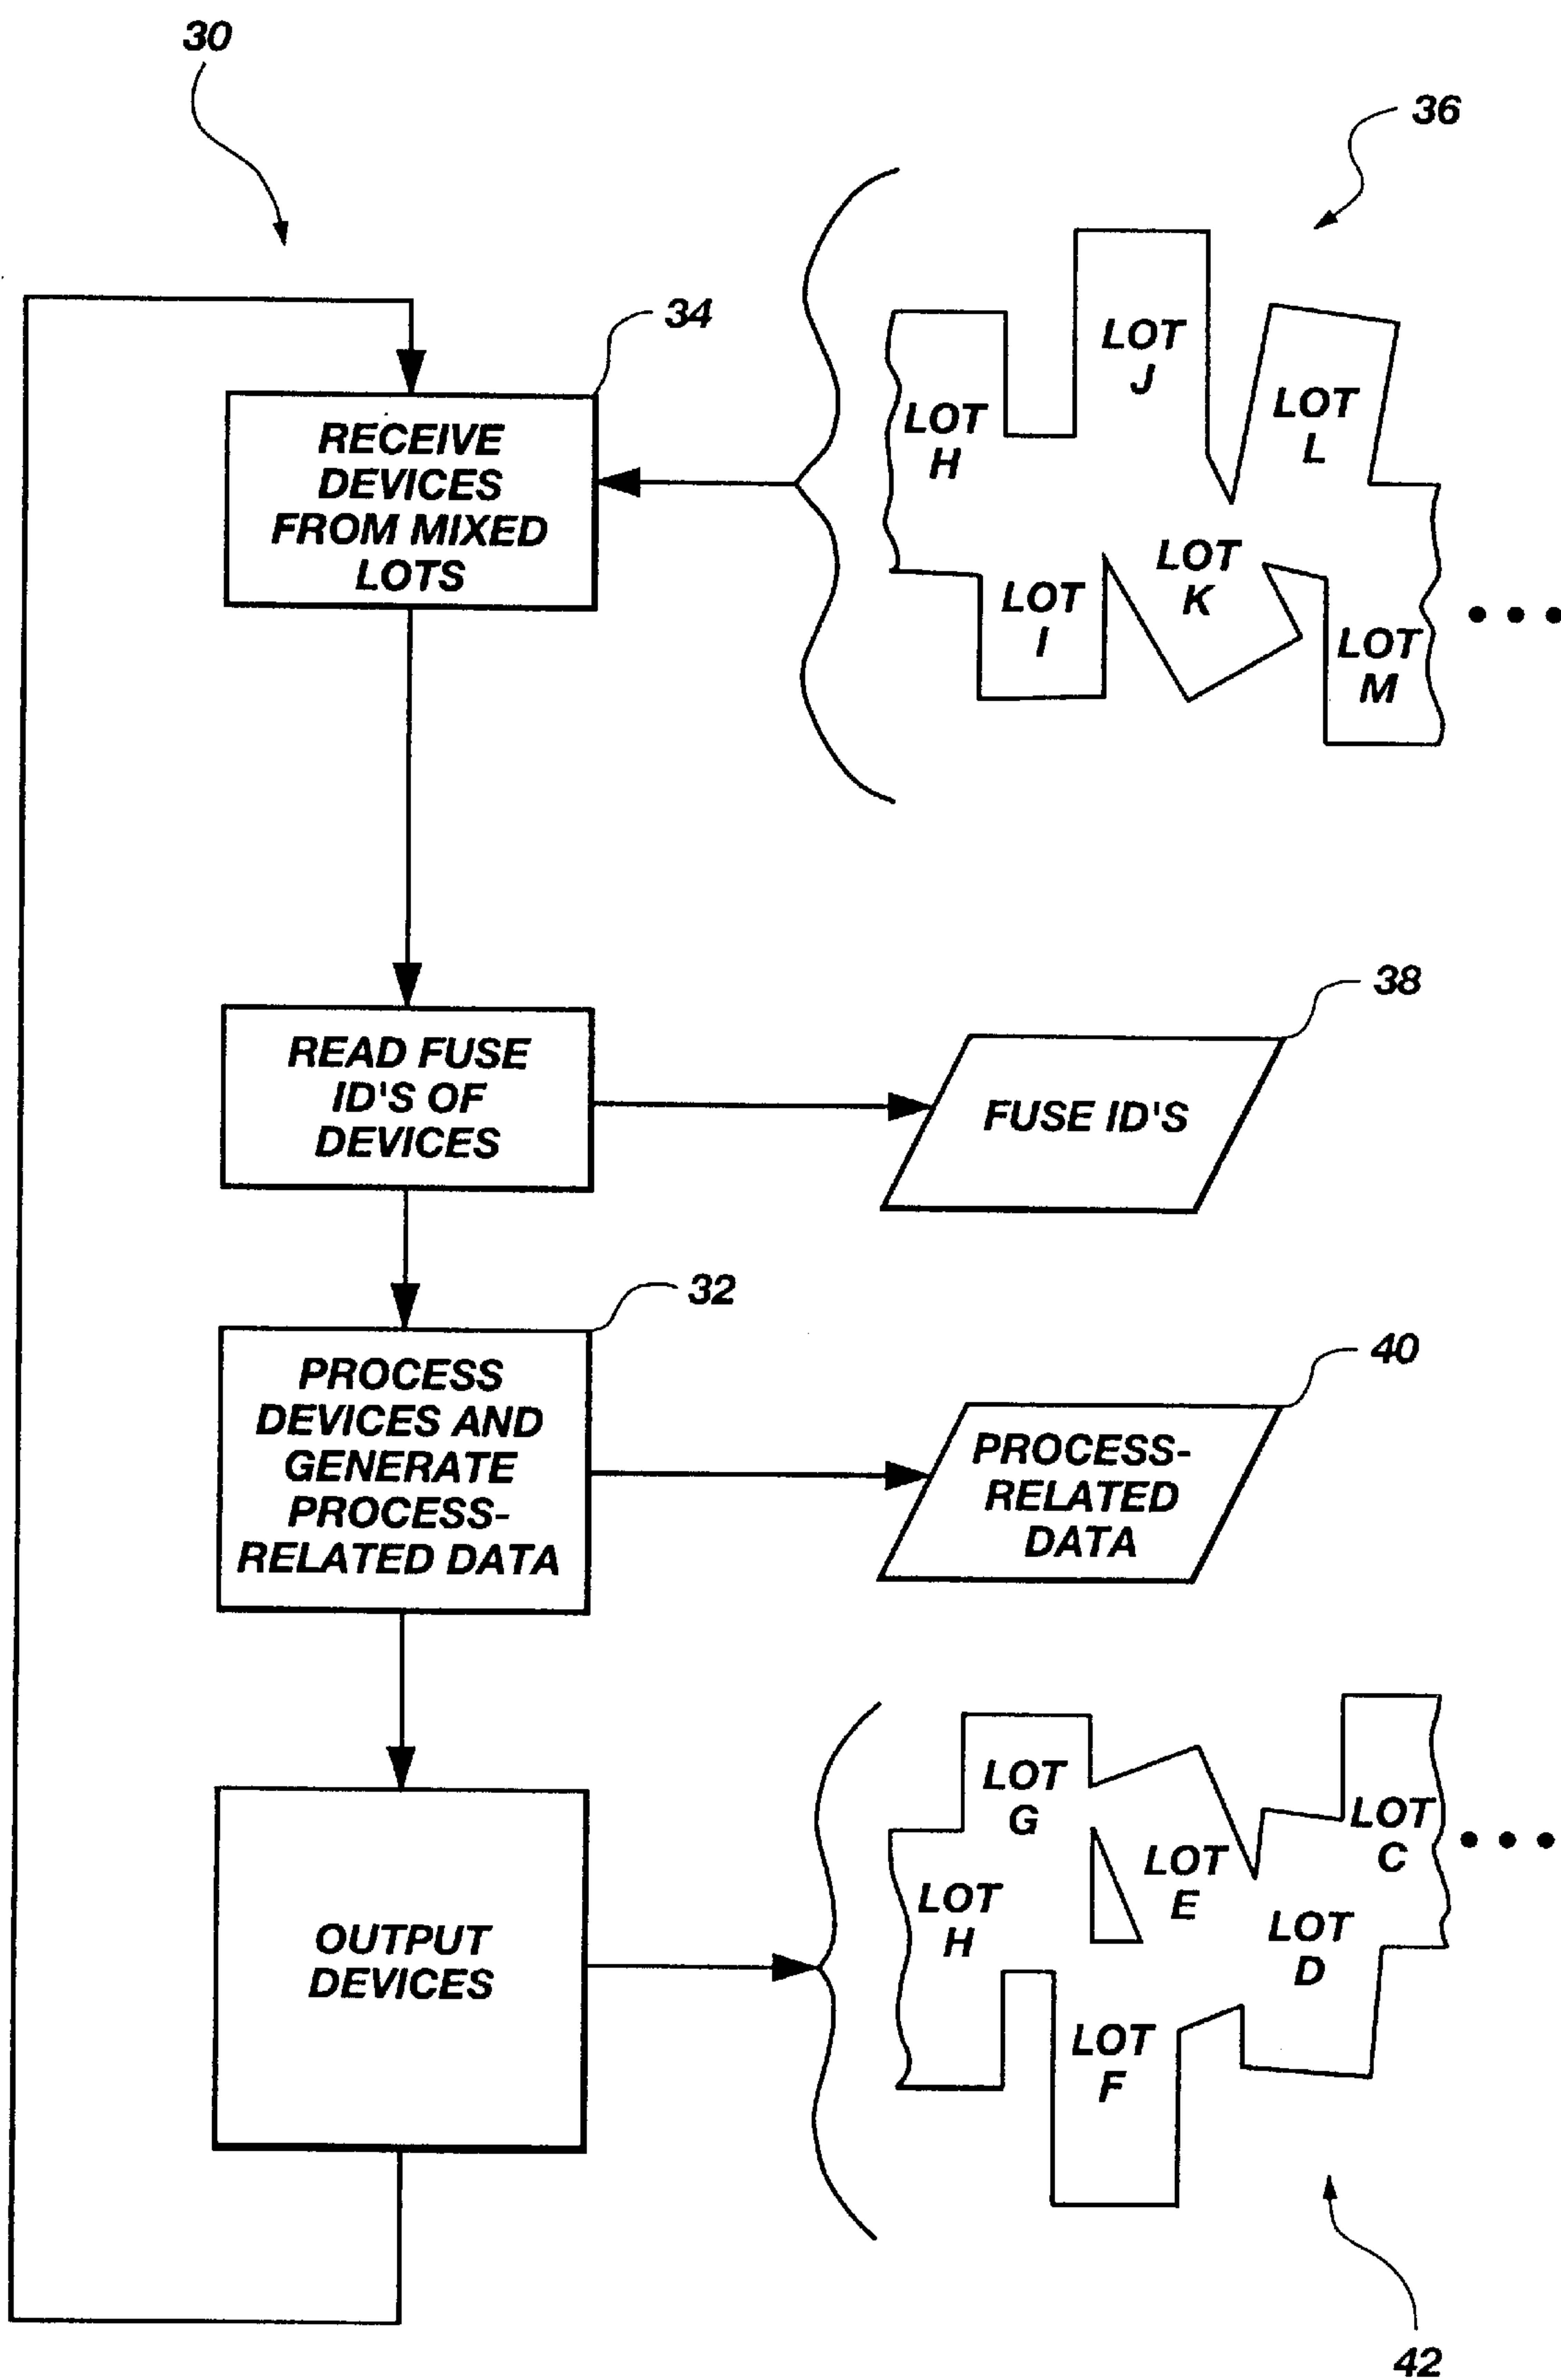 30
36
34
RECEIVE
DEVICES
FROM MIXED
LOTS
LOT
H
LOT
J
LOT
L
LOT
I
LOT
K
LOT
M
READ FUSE
ID'S OF
DEVICES
38
FUSE ID'S
32
PROCESS
DEVICES AND
GENERATE
PROCESS-
RELATED DATA
40
PROCESS-
RELATED
DATA
OUTPUT
DEVICES
LOT
G
LOT
H
LOT
E
LOT
C
LOT
D
LOT
F
42